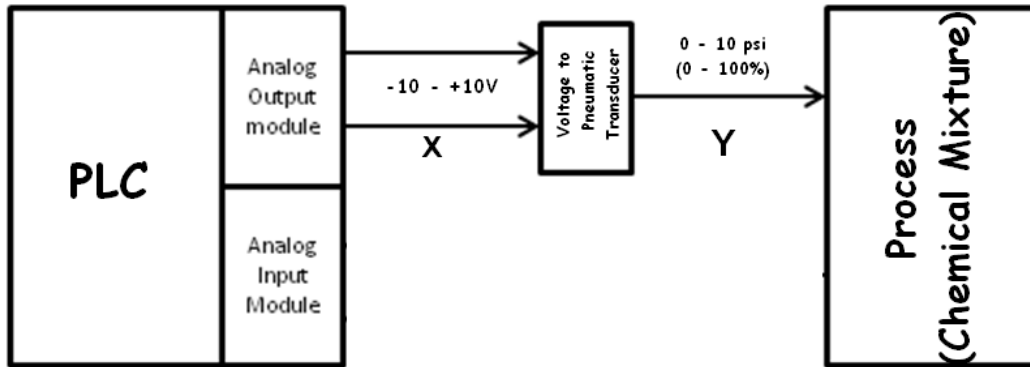 PLC
Analog
Output
module
Analog
Input
Module
-10 - +10V
X
Voltage to
Pneumatic
Transducer
0 - 10 psi
(0 - 100%)
Y
Process
(Chemical Mixture)